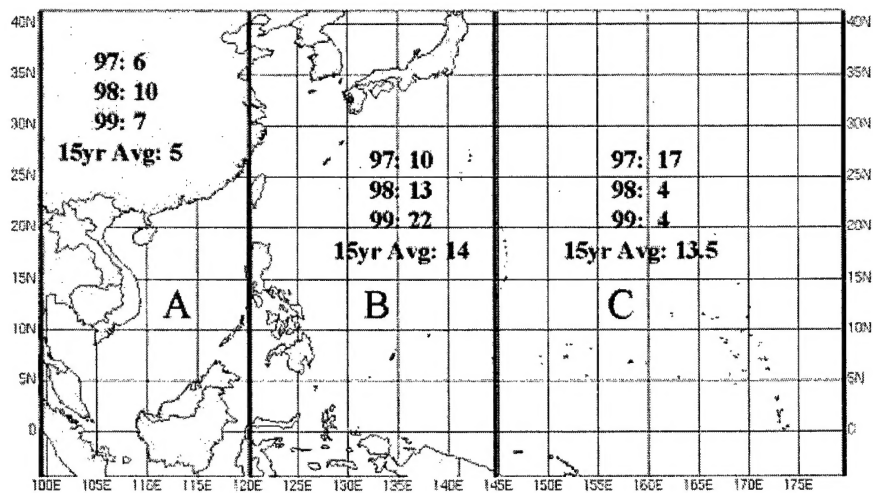 40N
40N
35N
35N
30N
30N
25N
25N
20N
20N
15N
15N
10N
10N
5N
5N
0
0
97: 6
98: 10
99: 7
15yr Avg: 5
97: 10
98: 13
99: 22
15yr Avg: 14
97: 17
98: 4
99: 4
15yr Avg: 13.5
A
B
C
100E 105E 110E 115E 120E 125E 130E 135E 140E 145E 150E 155E 160E 165E 170E 175E